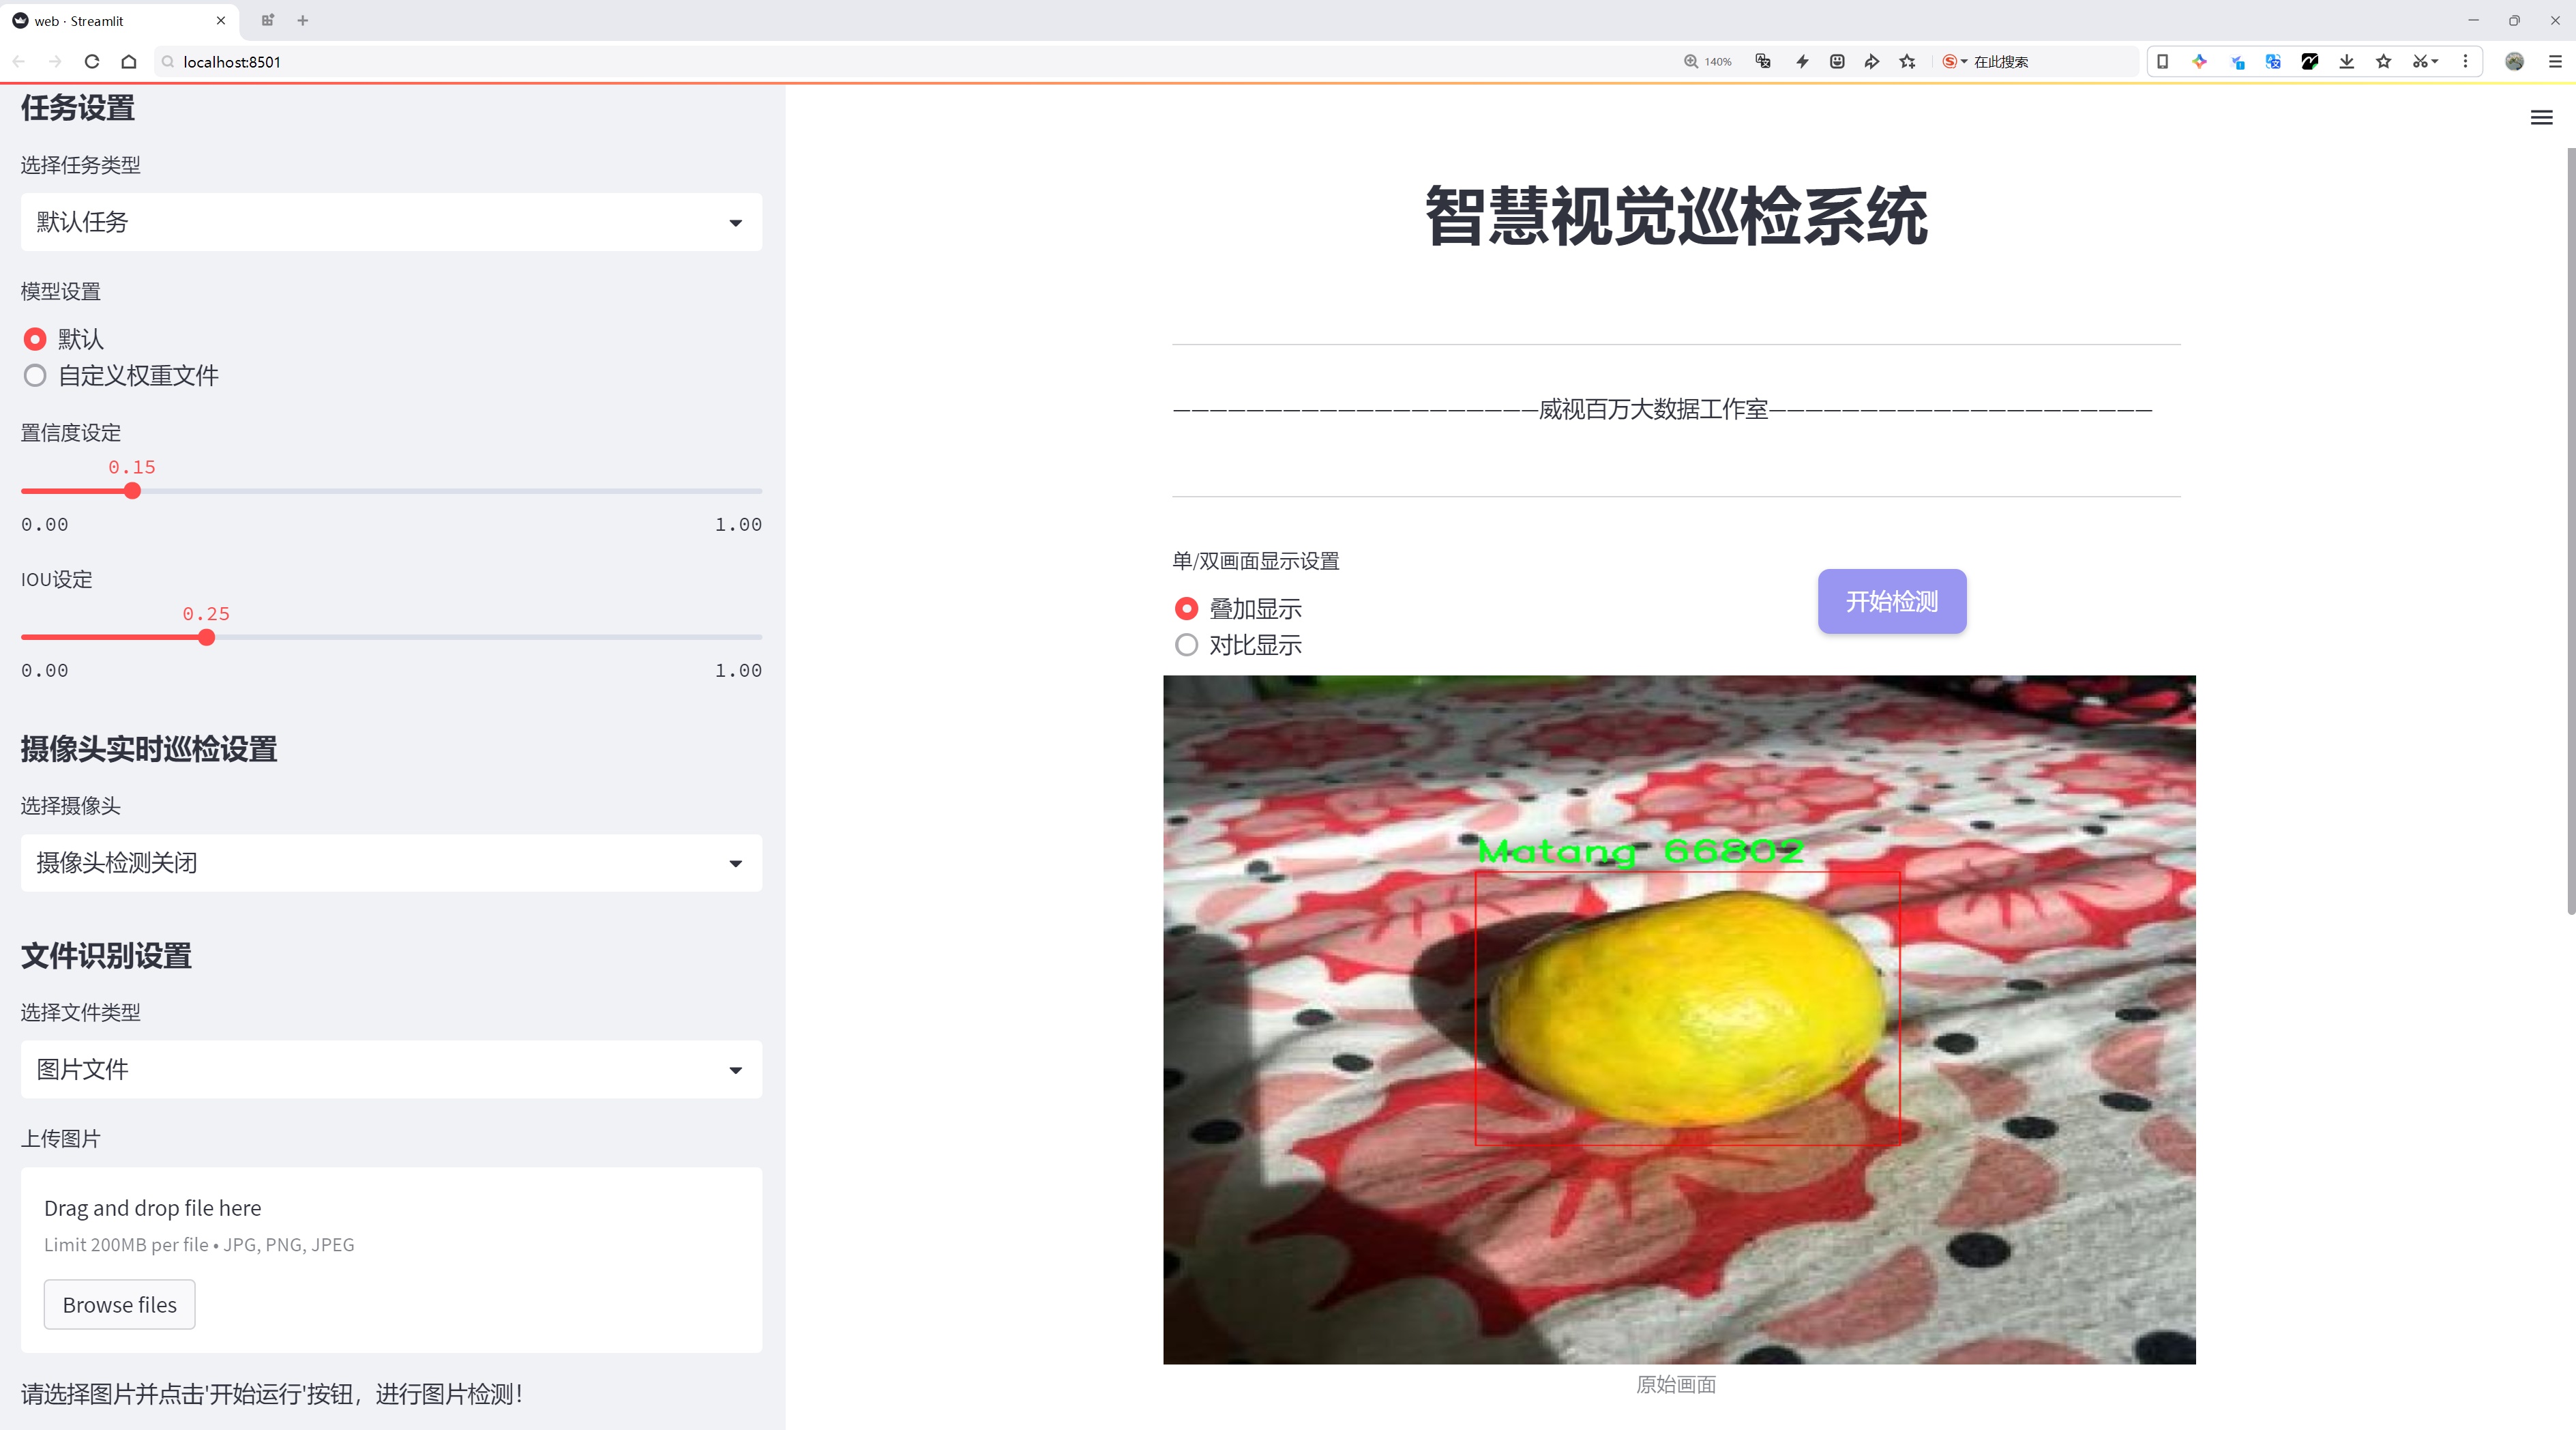 web · Streamlit
localhost:8501
140%
在此搜索
任务设置
选择任务类型
默认任务
模型设置
默认
自定义权重文件
置信度设定
0.15
0.00 1.00
IOU设定
0.25
0.00 1.00
摄像头实时巡检设置
选择摄像头
摄像头检测关闭
文件识别设置
选择文件类型
图片文件
上传图片
Drag and drop file here
Limit 200MB per file • JPG, PNG, JPEG
Browse files
请选择图片并点击'开始运行'按钮，进行图片检测！
智慧视觉巡检系统
————————————————————威视百万大数据工作室—————————————————————
单/双画面显示设置
叠加显示
对比显示
开始检测
Matang 66802
原始画面